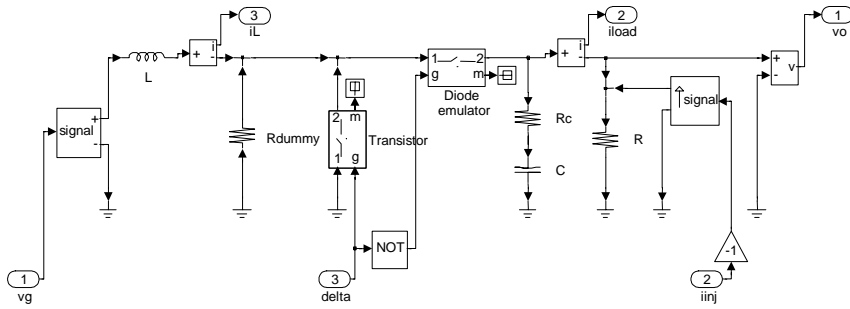 3
iL
2
iload
1
vo
+
i
-
L
+
i
-
1
2
g
m
Diode
emulator
+
-
v
signal
+
-
signal
Rdummy
2
m
1
g
Transistor
Rc
C
R
NOT
-1
1
vg
3
delta
2
iinj